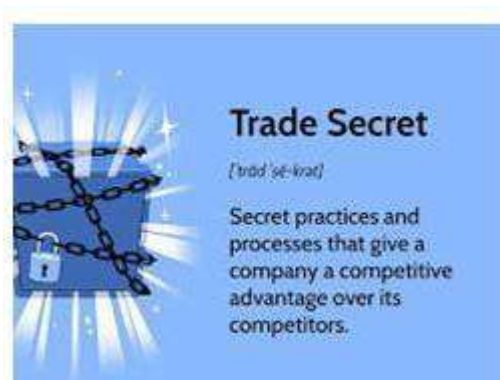 Trade Secret
['trād 'sē-krət]
Secret practices and
processes that give a
company a competitive
advantage over its
competitors.